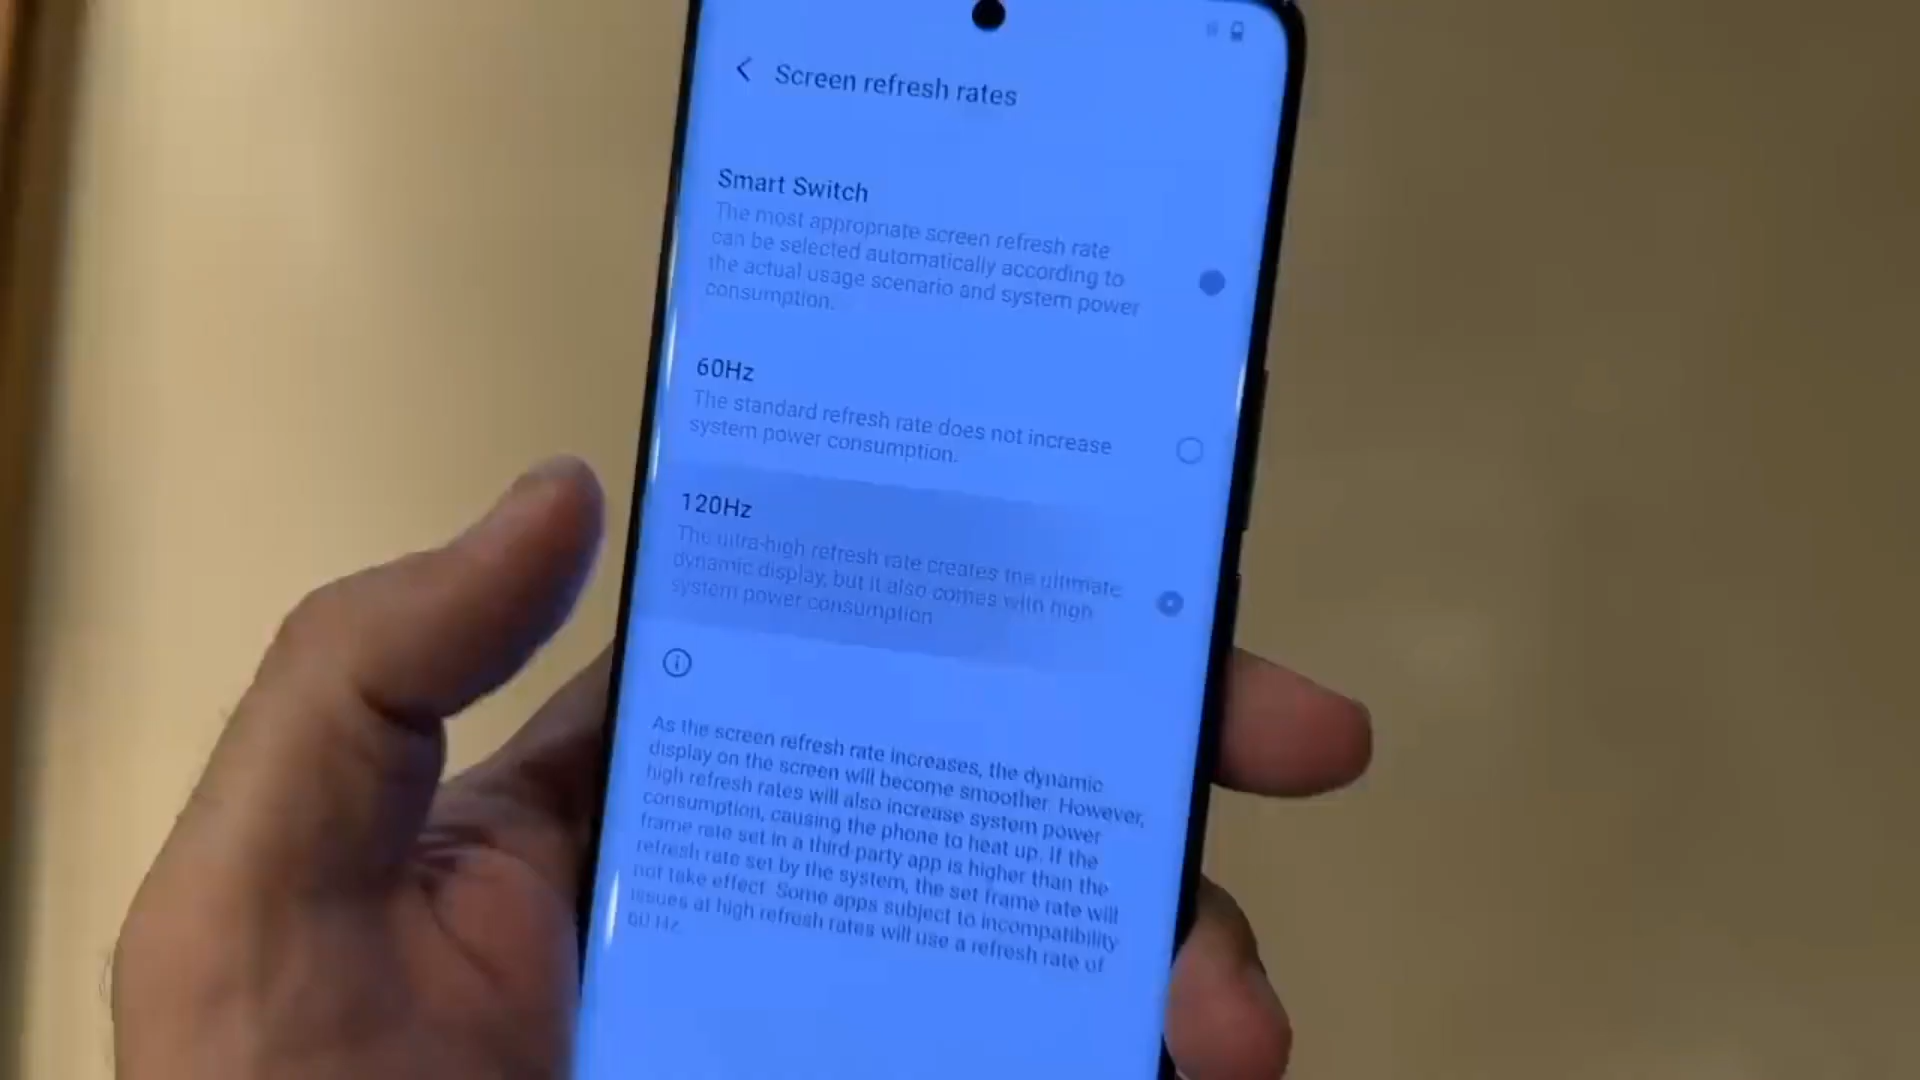 Screen refresh rates
Smart Switch
The most appropriate screen refresh rate
can be selected automatically according to
the actual usage scenario and system power
consumption.
60Hz
The standard refresh rate does not increase
system power consumption.
120Hz
The ultra-high refresh rate creates the ultimate
dynamic display, but it also comes with high
system power consumption.
As the screen refresh rate increases, the dynamic
display on the screen will become smoother. However,
high refresh rates will also increase system power
consumption, causing the phone to heat up. If the
frame rate set in a third-party app is higher than the
refresh rate set by the system, the set frame rate will
not take effect. Some apps subject to incompatibility
issues at high refresh rates will use a refresh rate of
60 Hz.